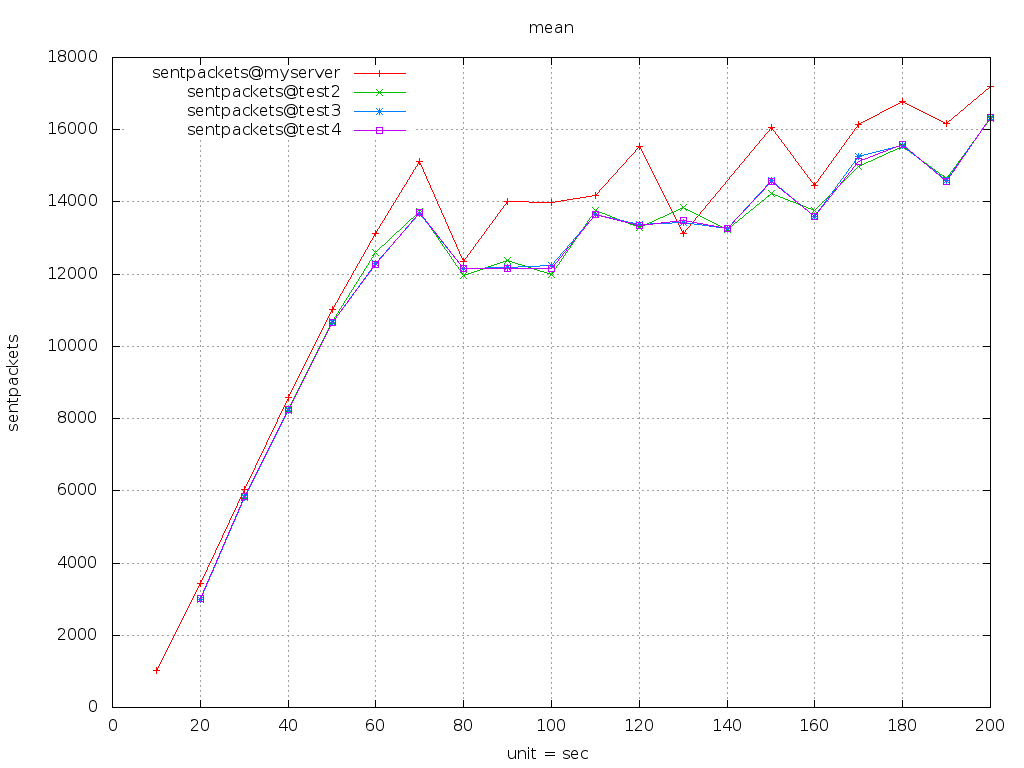 mean
18000
16000
14000
12000
10000
8000
6000
4000
2000
0
sentpackets@myserver
sentpackets@test2
sentpackets@test3
sentpackets@test4
sentpackets
0 20 40 60 80 100 120 140 160 180 200
unit = sec